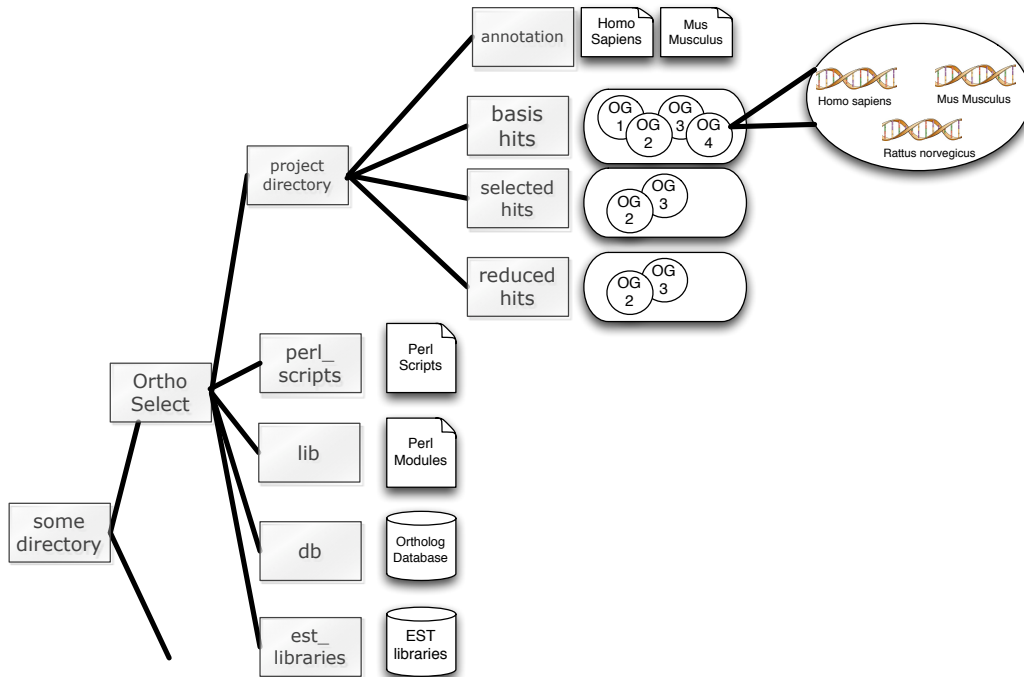 annotation
Homo
Sapiens
Mus
Musculus
basis
hits
OG
1
OG
2
OG
3
OG
4
Homo sapiens
Mus Musculus
Rattus norvegicus
project
directory
selected
hits
OG
2
OG
3
reduced
hits
OG
2
OG
3
Ortho
Select
perl_
scripts
Perl
Scripts
lib
Perl
Modules
some
directory
db
Ortholog
Database
est_
libraries
EST
libraries